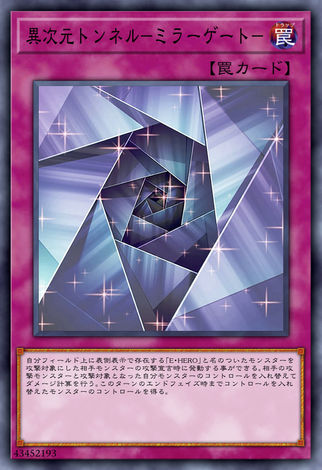 異次元トンネル-ミラーゲート-
トラップ
罠
【罠カード】
自分フィールド上に表側表示で存在する「E・HERO」と名のついたモンスターを
攻撃対象にした相手モンスターの攻撃宣言時に発動する事ができる。相手の攻
撃モンスターと攻撃対象となった自分モンスターのコントロールを入れ替えて
ダメージ計算を行う。このターンのエンドフェイズ時までコントロールを入れ
替えたモンスターのコントロールを得る。
43452193